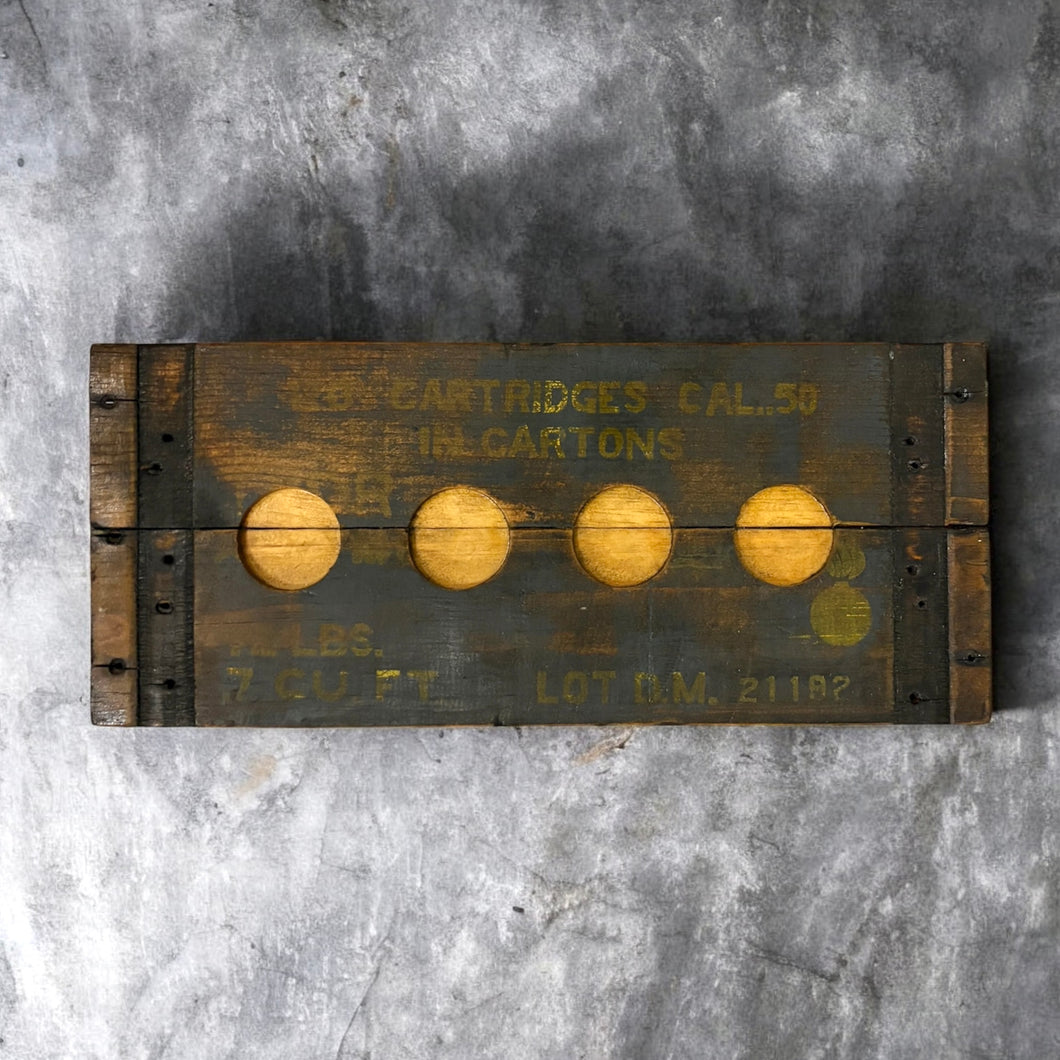 CARTRIDGES CAL..50
IN CARTONS
LBS.
7 CU. FT.
LOT D.M.